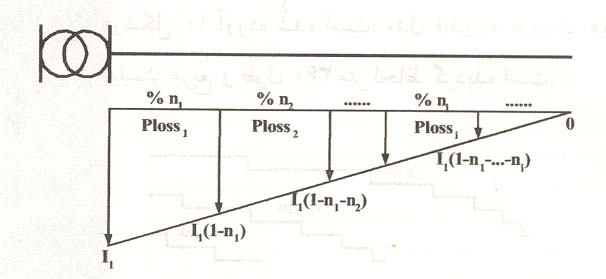 % n₁ % n₂ ...... % nᵢ ......
Ploss₁ Ploss₂ Plossᵢ 0
I₁(1-n₁-...-nᵢ)
I₁(1-n₁-n₂)
I₁(1-n₁)
I₁